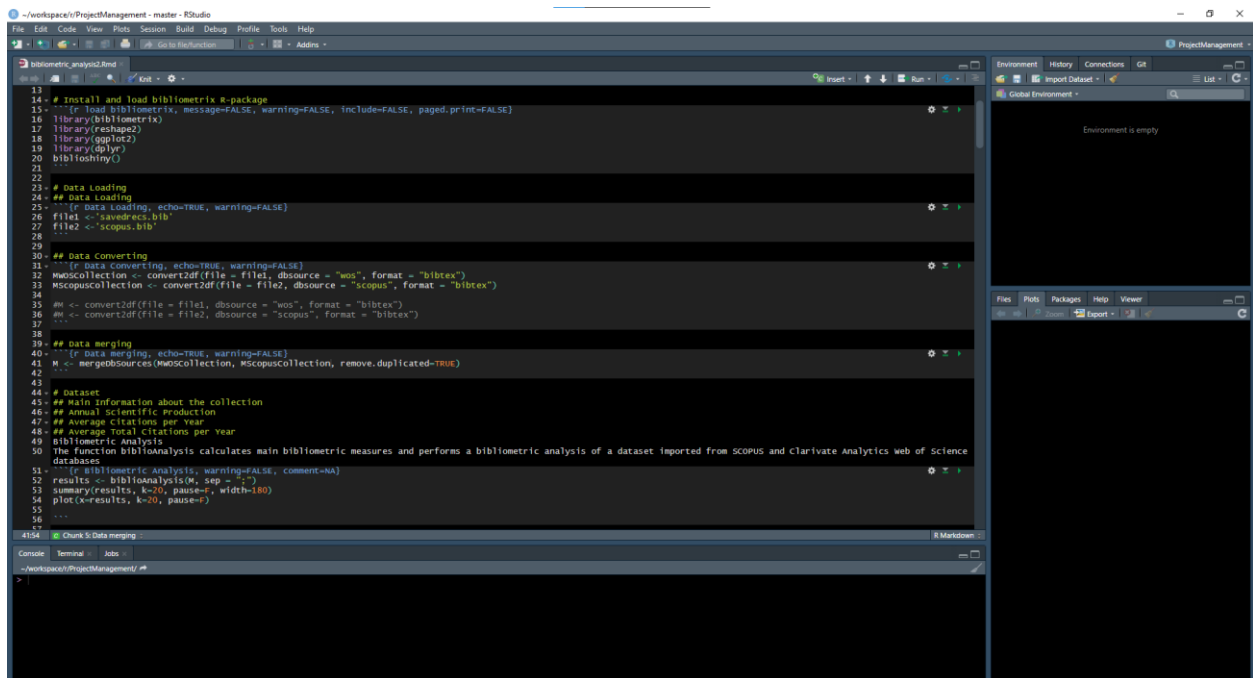 ~/workspace/r/ProjectManagement - master - RStudio
File Edit Code View Plots Session Build Debug Profile Tools Help
Go to file/function Addins
ProjectManagement
bibliometric_analysis2.Rmd
Knit Insert Run
13
14 # Install and load bibliometrix R-package
15 ```{r load bibliometrix, message=FALSE, warning=FALSE, include=FALSE, paged.print=FALSE}
16 library(bibliometrix)
17 library(reshape2)
18 library(ggplot2)
19 library(dplyr)
20 biblioshiny()
21 ```
22
23 # Data Loading
24 ## Data Loading
25 ```{r Data Loading, echo=TRUE, warning=FALSE}
26 file1 <-'savedrecs.bib'
27 file2 <-'scopus.bib'
28 ```
29
30 ## Data Converting
31 ```{r Data Converting, echo=TRUE, warning=FALSE}
32 MWOSCollection <- convert2df(file = file1, dbsource = "wos", format = "bibtex")
33 MScopusCollection <- convert2df(file = file2, dbsource = "scopus", format = "bibtex")
34
35 #M <- convert2df(file = file1, dbsource = "wos", format = "bibtex")
36 #M <- convert2df(file = file2, dbsource = "scopus", format = "bibtex")
37 ```
38
39 ## Data merging
40 ```{r Data merging, echo=TRUE, warning=FALSE}
41 M <- mergeDbSources(MWOSCollection, MScopusCollection, remove.duplicated=TRUE)
42 ```
43
44 # Dataset
45 ## Main Information about the collection
46 ## Annual Scientific Production
47 ## Average Citations per Year
48 ## Average Total Citations per Year
49 Bibliometric Analysis
50 The function biblioAnalysis calculates main bibliometric measures and performs a bibliometric analysis of a dataset imported from SCOPUS and Clarivate Analytics Web of Science
databases
51 ```{r Bibliometric Analysis, warning=FALSE, comment=NA}
52 results <- biblioAnalysis(M, sep = ";")
53 summary(results, k=20, pause=F, width=180)
54 plot(x=results, k=20, pause=F)
55
56 ```
57
41:54 Chunk 5: Data merging R Markdown
Console Terminal Jobs
~/workspace/r/ProjectManagement/
>
Environment History Connections Git
Import Dataset List
Global Environment
Environment is empty
Files Plots Packages Help Viewer
Zoom Export